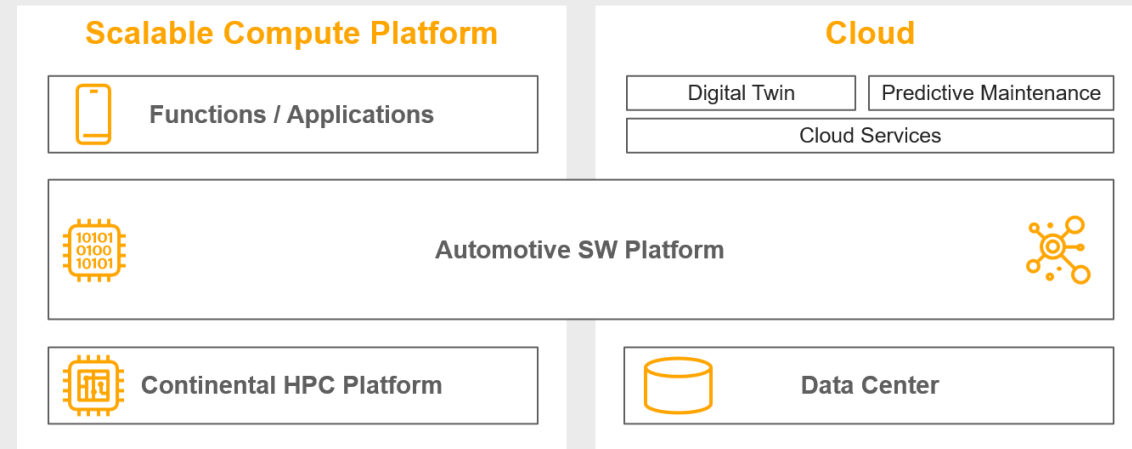 Scalable Compute Platform
Functions / Applications
Cloud
Digital Twin
Predictive Maintenance
Cloud Services
10101
0100
10101
Automotive SW Platform
Continental HPC Platform
Data Center